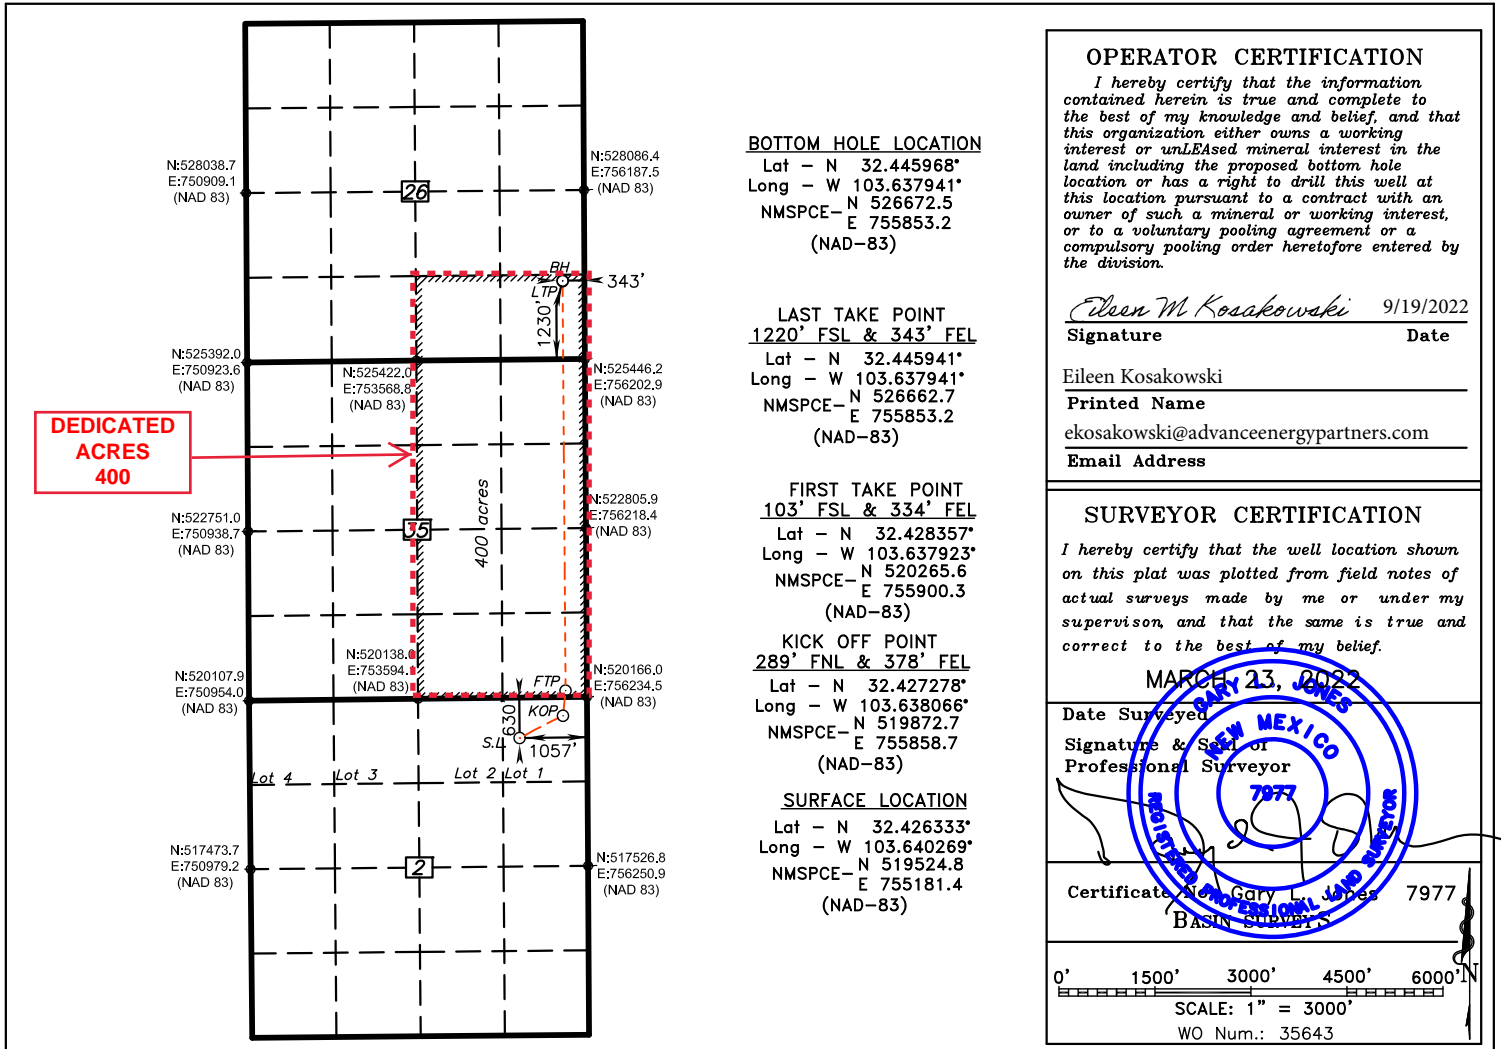 N:528038.7
E:750909.1
(NAD 83)
N:528086.4
E:756187.5
(NAD 83)
26
BH
LTP
343'
1230'
N:525392.0
E:750923.6
(NAD 83)
N:525422.0
E:753568.8
(NAD 83)
N:525446.2
E:756202.9
(NAD 83)
DEDICATED
ACRES
400
400 acres
N:522751.0
E:750938.7
(NAD 83)
35
N:522805.9
E:756218.4
(NAD 83)
N:520107.9
E:750954.0
(NAD 83)
N:520138.
E:753594.
(NAD 83)
N:520166.0
E:756234.5
(NAD 83)
FTP
KOP
630'
S.L.
1057'
Lot 4
Lot 3
Lot 2
Lot 1
N:517473.7
E:750979.2
(NAD 83)
2
N:517526.8
E:756250.9
(NAD 83)
BOTTOM HOLE LOCATION
Lat – N 32.445968°
Long – W 103.637941°
NMSPCE– N 526672.5
E 755853.2
(NAD–83)
LAST TAKE POINT
1220' FSL & 343' FEL
Lat – N 32.445941°
Long – W 103.637941°
NMSPCE– N 526662.7
E 755853.2
(NAD–83)
FIRST TAKE POINT
103' FSL & 334' FEL
Lat – N 32.428357°
Long – W 103.637923°
NMSPCE– N 520265.6
E 755900.3
(NAD–83)
KICK OFF POINT
289' FNL & 378' FEL
Lat – N 32.427278°
Long – W 103.638066°
NMSPCE– N 519872.7
E 755858.7
(NAD–83)
SURFACE LOCATION
Lat – N 32.426333°
Long – W 103.640269°
NMSPCE– N 519524.8
E 755181.4
(NAD–83)
OPERATOR CERTIFICATION
I hereby certify that the information
contained herein is true and complete to
the best of my knowledge and belief, and that
this organization either owns a working
interest or unLEAsed mineral interest in the
land including the proposed bottom hole
location or has a right to drill this well at
this location pursuant to a contract with an
owner of such a mineral or working interest,
or to a voluntary pooling agreement or a
compulsory pooling order heretofore entered by
the division.
Eileen M Kosakowski 9/19/2022
Signature Date
Eileen Kosakowski
Printed Name
ekosakowski@advanceenergypartners.com
Email Address
SURVEYOR CERTIFICATION
I hereby certify that the well location shown
on this plat was plotted from field notes of
actual surveys made by me or under my
supervison, and that the same is true and
correct to the best of my belief.
MARCH 23, 2022
Date Surveyed
Signature & Seal of
Professional Surveyor
GARY L. JONES
NEW MEXICO
7977
REGISTERED PROFESSIONAL LAND SURVEYOR
Certificate No. Gary L. Jones 7977
BASIN SURVEYS
0' 1500' 3000' 4500' 6000'
N
SCALE: 1" = 3000'
WO Num.: 35643